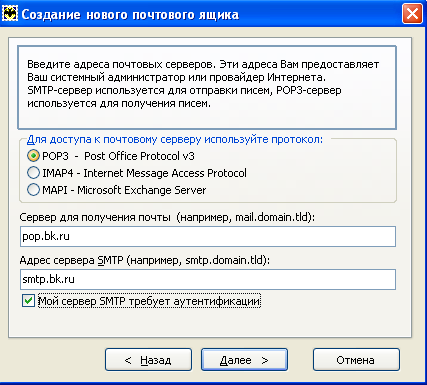 Создание нового почтового ящика
Введите адреса почтовых серверов. Эти адреса Вам предоставляет
Ваш системный администратор или провайдер Интернета.
SMTP-сервер используется для отправки писем, POP3-сервер
используется для получения писем.
Для доступа к почтовому серверу используйте протокол:
POP3 - Post Office Protocol v3
IMAP4 - Internet Message Access Protocol
MAPI - Microsoft Exchange Server
Сервер для получения почты (например, mail.domain.tld):
pop.bk.ru
Адрес сервера SMTP (например, smtp.domain.tld):
smtp.bk.ru
Мой сервер SMTP требует аутентификации
< Назад Далее > Отмена